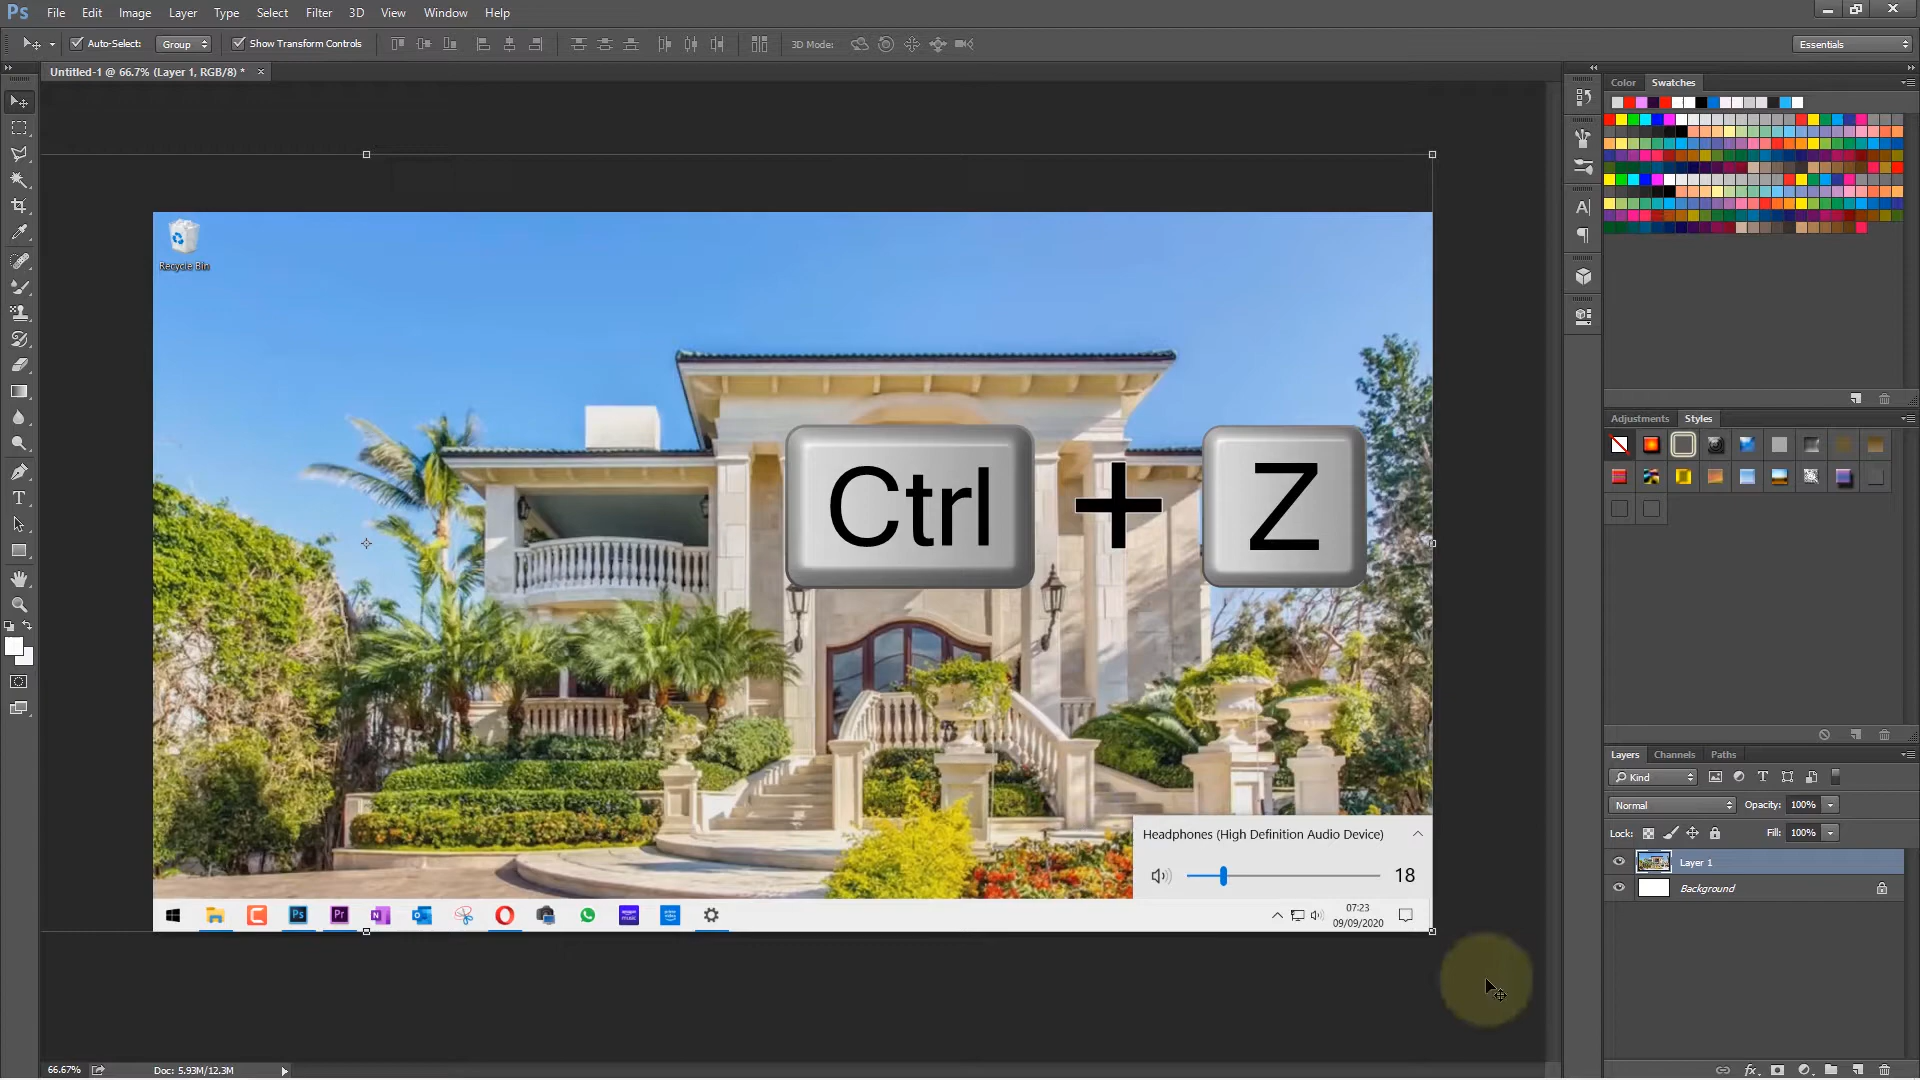 Ps File Edit Image Layer Type Select Filter 3D View Window Help
Auto-Select: Group Show Transform Controls 3D Mode: Essentials
Untitled-1 @ 66.7% (Layer 1, RGB/8) *
Color Swatches
Recycle Bin
Ctrl + Z
Adjustments Styles
Layers Channels Paths
Kind
Normal Opacity: 100%
Lock: Fill: 100%
Layer 1
Background
Headphones (High Definition Audio Device)
18
07:23
09/09/2020
66.67% Doc: 5.93M/12.3M